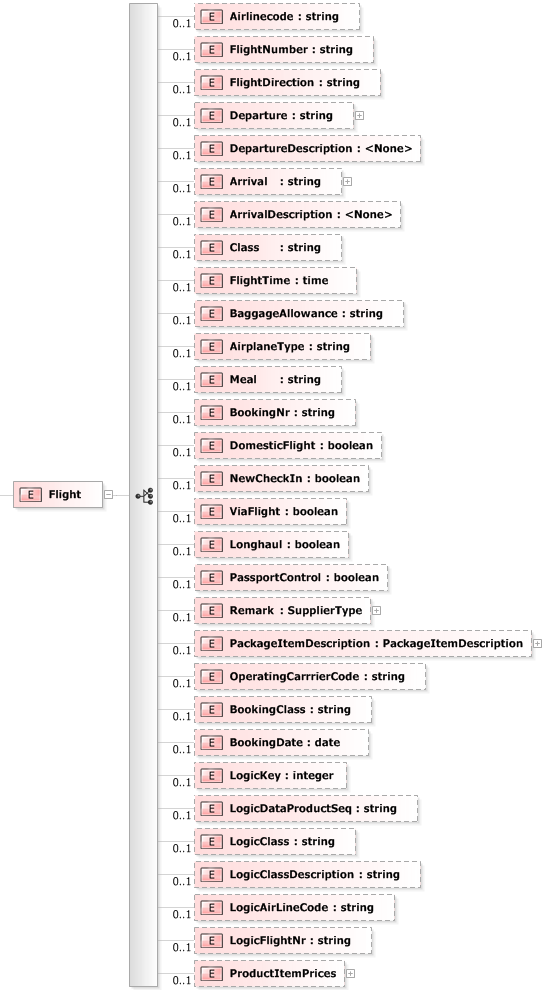 E Airlinecode : string
0..1
E FlightNumber : string
0..1
E FlightDirection : string
0..1
E Departure : string
0..1
E DepartureDescription : <None>
0..1
E Arrival : string
0..1
E ArrivalDescription : <None>
0..1
E Class : string
0..1
E FlightTime : time
0..1
E BaggageAllowance : string
0..1
E AirplaneType : string
0..1
E Meal : string
0..1
E BookingNr : string
0..1
E DomesticFlight : boolean
0..1
E NewCheckIn : boolean
0..1
E Flight
E ViaFlight : boolean
0..1
E Longhaul : boolean
0..1
E PassportControl : boolean
0..1
E Remark : SupplierType
0..1
E PackageItemDescription : PackageItemDescription
0..1
E OperatingCarrrierCode : string
0..1
E BookingClass : string
0..1
E BookingDate : date
0..1
E LogicKey : integer
0..1
E LogicDataProductSeq : string
0..1
E LogicClass : string
0..1
E LogicClassDescription : string
0..1
E LogicAirLineCode : string
0..1
E LogicFlightNr : string
0..1
E ProductItemPrices
0..1